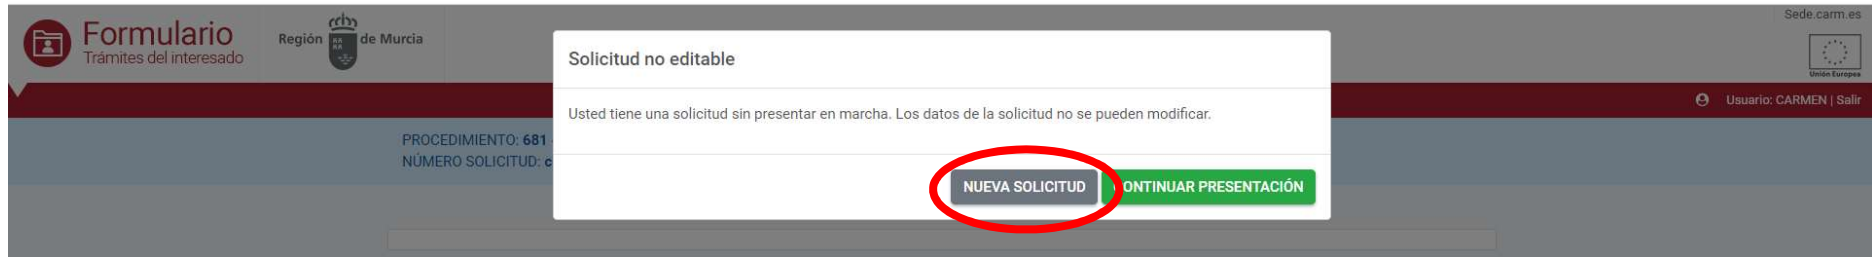 Sede.carm.es
Formulario
Trámites del interesado
Región de Murcia
Unión Europea
Usuario: CARMEN | Salir
Solicitud no editable
Usted tiene una solicitud sin presentar en marcha. Los datos de la solicitud no se pueden modificar.
PROCEDIMIENTO: 681
NÚMERO SOLICITUD: c
NUEVA SOLICITUD
CONTINUAR PRESENTACIÓN